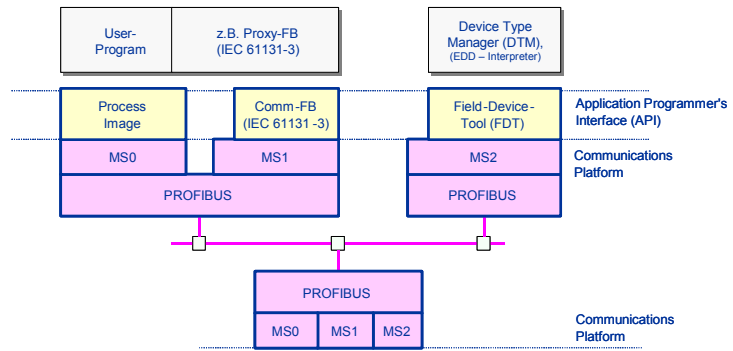 User-
Program
z.B. Proxy-FB
(IEC 61131-3)
Device Type
Manager (DTM),
(EDD – Interpreter)
Process
Image
Comm-FB
(IEC 61131 -3)
Field-Device-
Tool (FDT)
Application Programmer's
Interface (API)
MS0
MS1
MS2
Communications
Platform
PROFIBUS
PROFIBUS
PROFIBUS
MS0
MS1
MS2
Communications
Platform